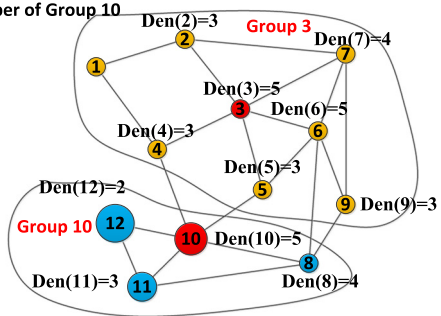 ber of Group 10
Den(2)=3
Group 3
2
Den(7)=4
7
1
Den(3)=5
3
Den(6)=5
6
Den(4)=3
4
Den(5)=3
5
Den(12)=2
9
Den(9)=3
12
Group 10
10
Den(10)=5
8
Den(11)=3
11
Den(8)=4